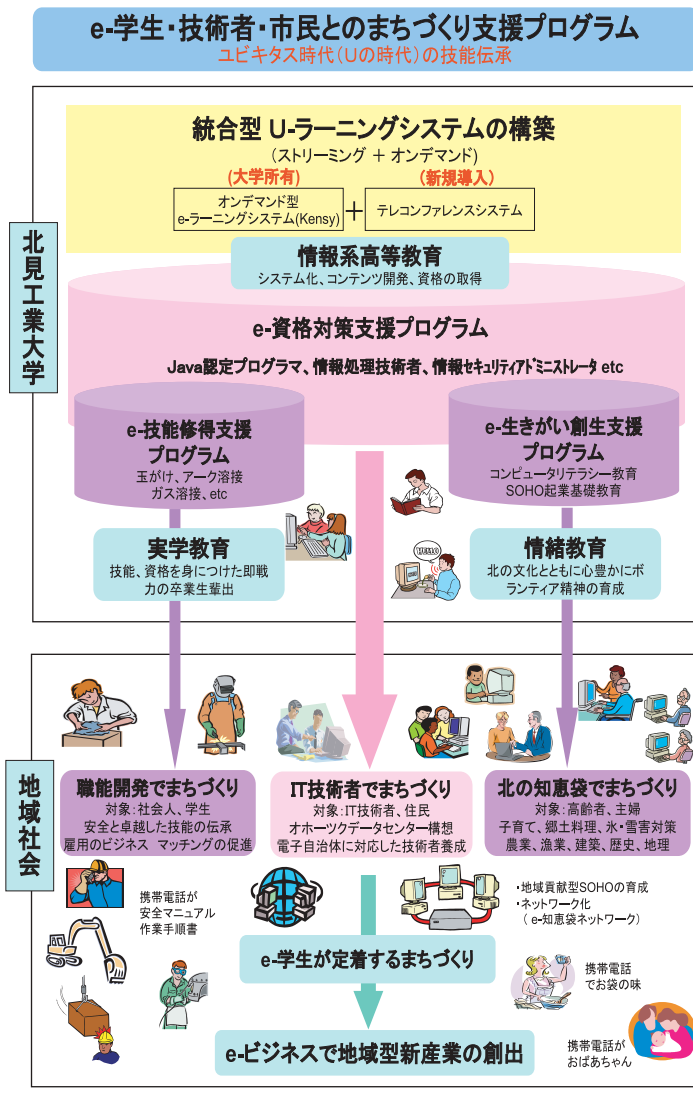 e-学生・技術者・市民とのまちづくり支援プログラム
ユビキタス時代(Uの時代)の技能伝承
北見工業大学
統合型 U-ラーニングシステムの構築
(ストリーミング + オンデマンド)
(大学所有)
(新規導入)
オンデマンド型
e-ラーニングシステム(Kensy)
+
テレコンファレンスシステム
情報系高等教育
システム化、コンテンツ開発、資格の取得
e-資格対策支援プログラム
Java認定プログラマ、情報処理技術者、情報セキュリティアドミニストレータ etc
e-技能修得支援
プログラム
玉がけ、アーク溶接
ガス溶接、etc
e-生きがい創生支援
プログラム
コンピュータリテラシー教育
SOHO起業基礎教育
実学教育
技能、資格を身につけた即戦
力の卒業生輩出
HELLO
情緒教育
北の文化とともに心豊かにボ
ランティア精神の育成
地域社会
職能開発でまちづくり
対象:社会人、学生
安全と卓越した技能の伝承
雇用のビジネス マッチングの促進
IT技術者でまちづくり
対象:IT技術者、住民
オホーツクデータセンター構想
電子自治体に対応した技術者養成
北の知恵袋でまちづくり
対象:高齢者、主婦
子育て、郷土料理、氷・雪害対策
農業、漁業、建築、歴史、地理
携帯電話が
安全マニュアル
作業手順書
・地域貢献型SOHOの育成
・ネットワーク化
(e-知恵袋ネットワーク)
e-学生が定着するまちづくり
携帯電話
でお袋の味
e-ビジネスで地域型新産業の創出
携帯電話が
おばあちゃん